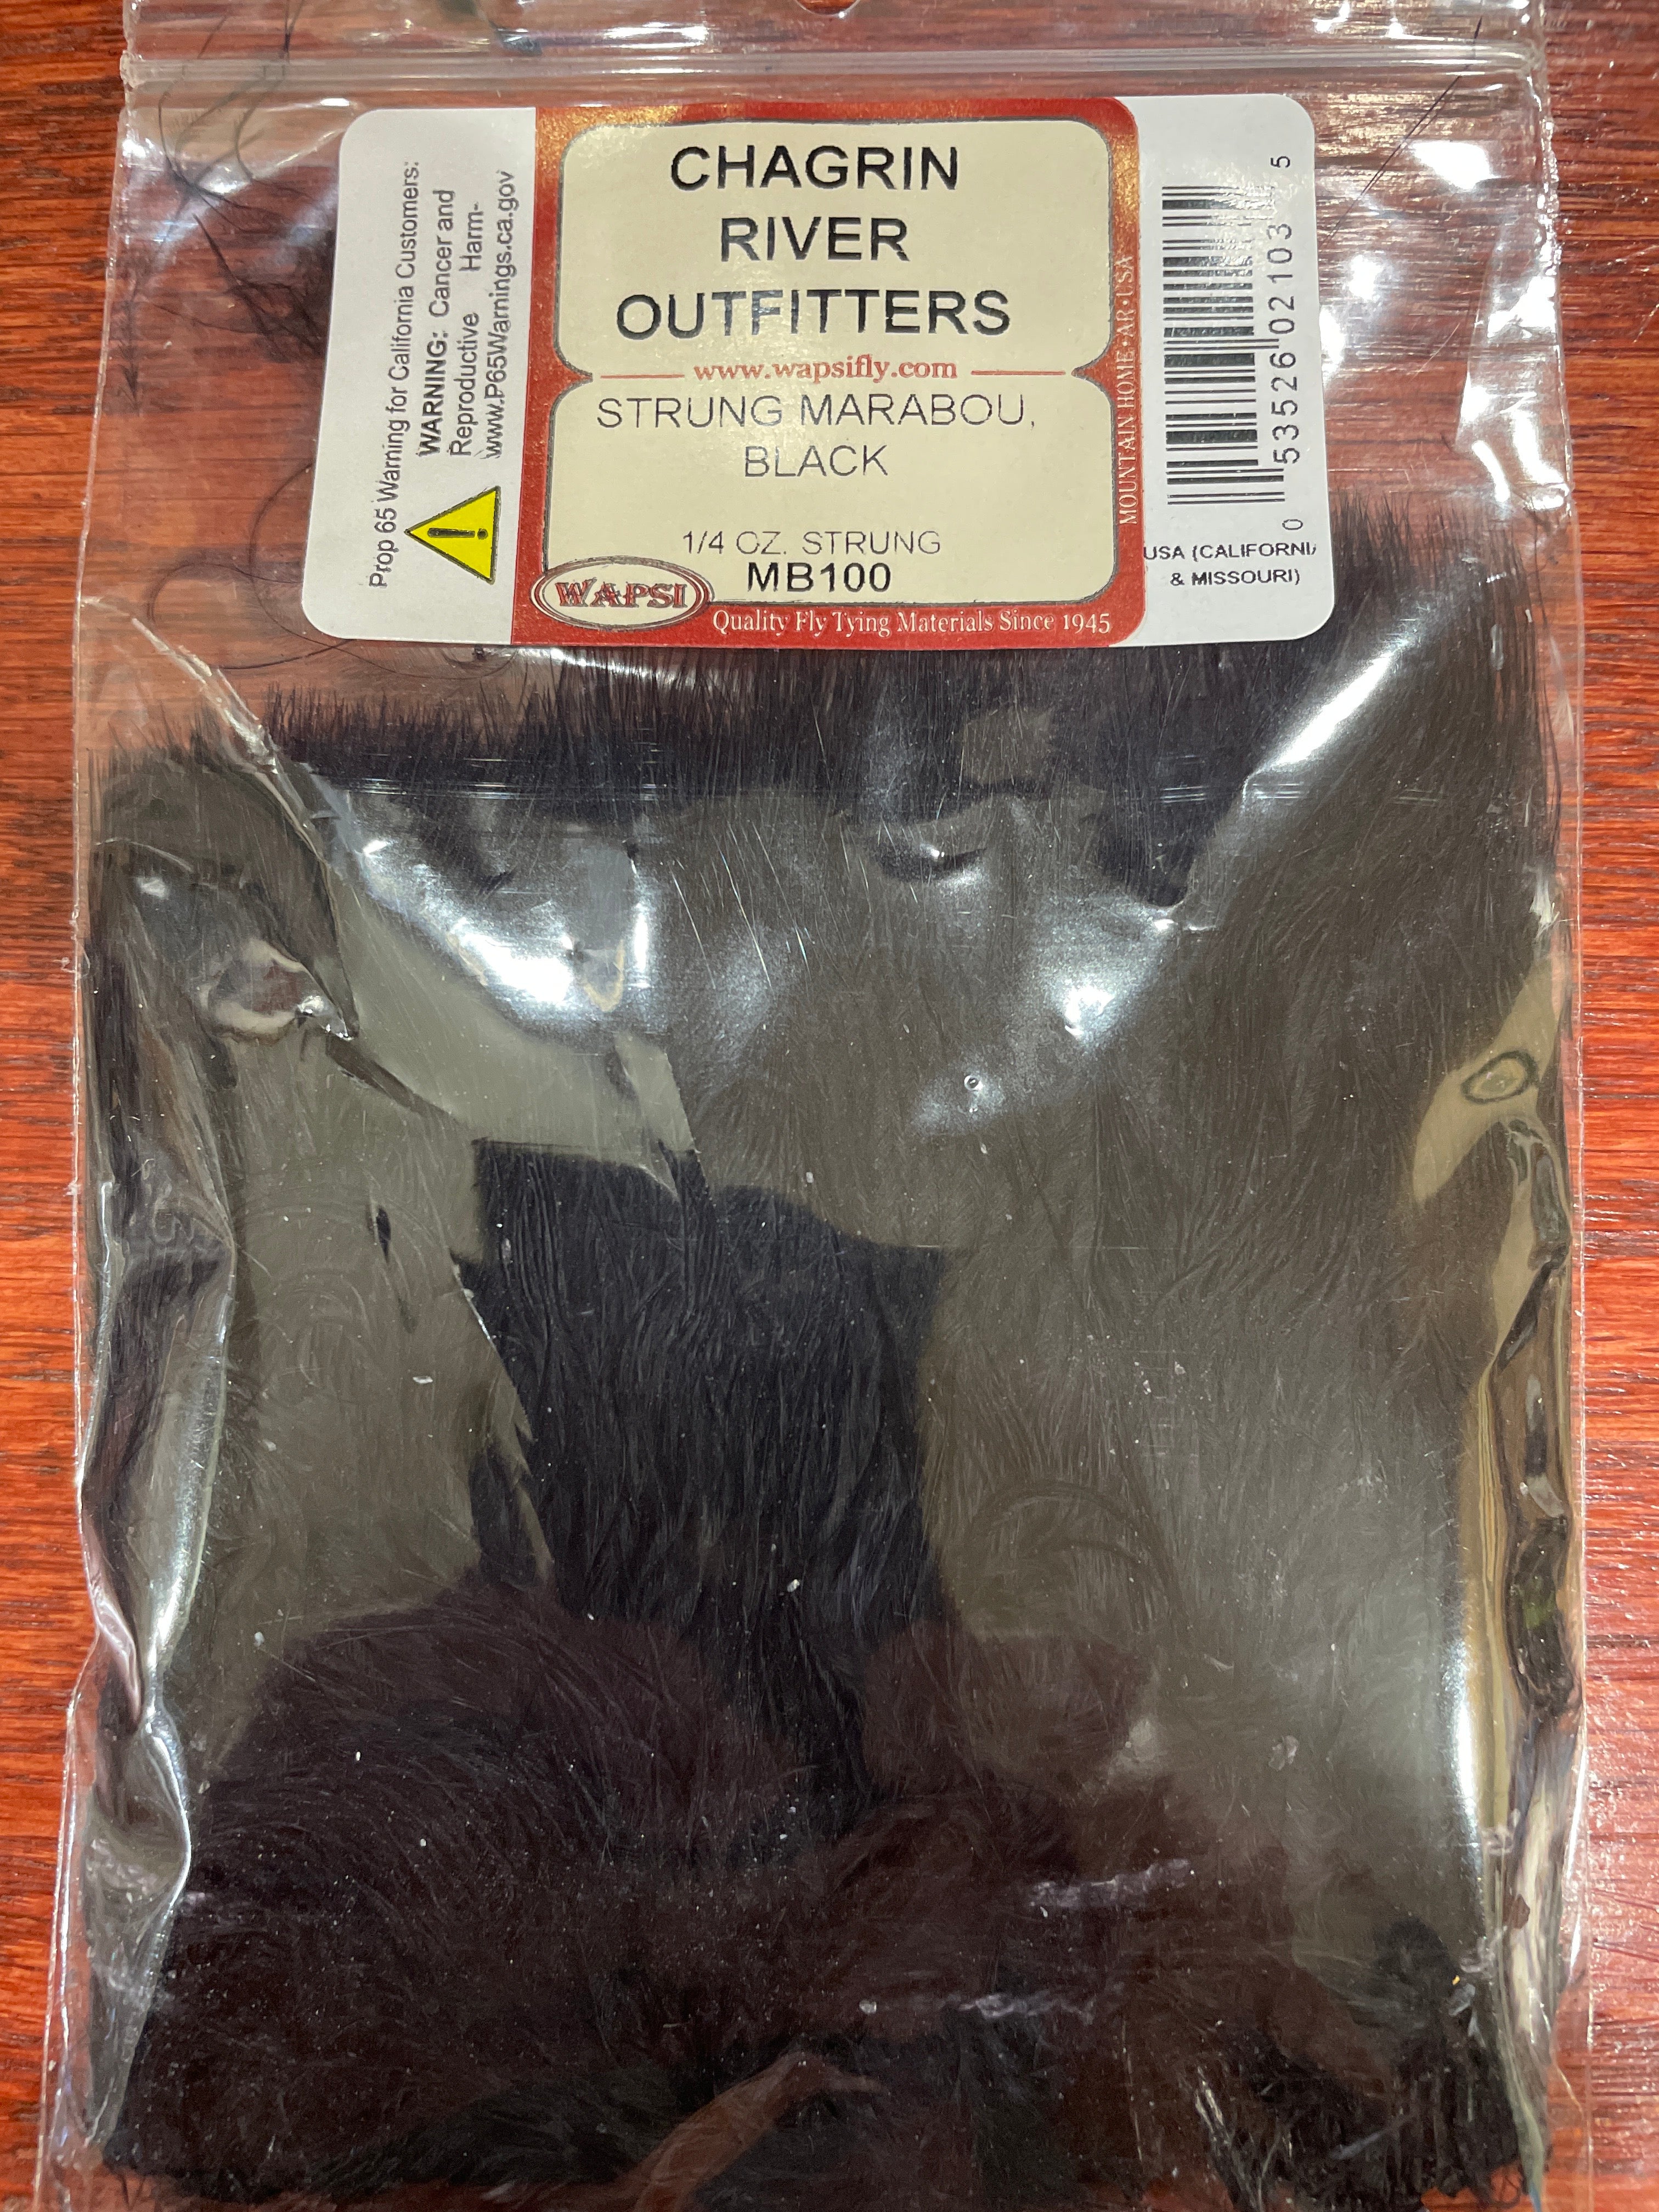 Prop 65 Warning for California Customers:
WARNING: Cancer and
Reproductive Harm-
www.P65Warnings.ca.gov
CHAGRIN
RIVER
OUTFITTERS
www.wapsifly.com
STRUNG MARABOU,
BLACK
1/4 OZ. STRUNG
MB100
WAPSI
Quality Fly Tying Materials Since 1945
MOUNTAIN HOME•AR•USA
0 53526 02103 5
USA (CALIFORNIA
& MISSOURI)